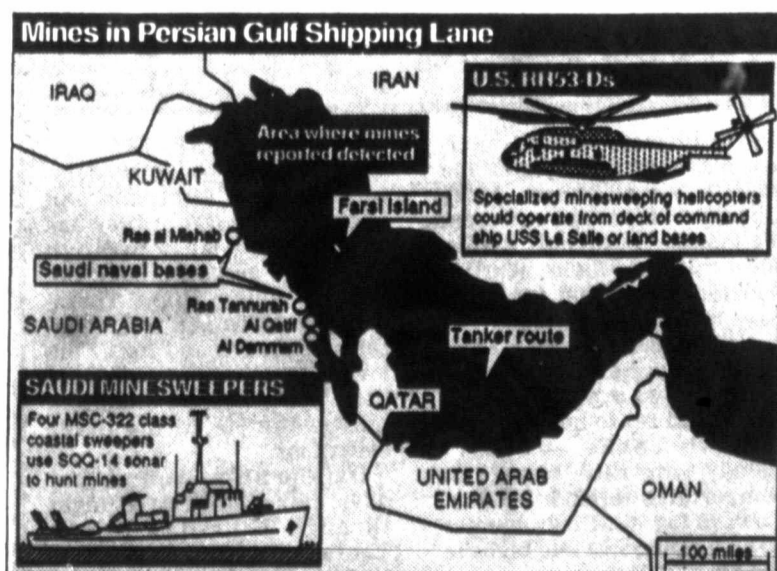 Mines in Persian Gulf Shipping Lane
IRAQ
IRAN
Area where mines
reported detected
KUWAIT
Farsi Island
Ras al Mishab
Saudi naval bases
Ras Tannurah
Al Qatif
Al Dammam
SAUDI ARABIA
Tanker route
QATAR
UNITED ARAB
EMIRATES
OMAN
100 miles
U.S. RH53-Ds
Specialized minesweeping helicopters
could operate from deck of command
ship USS La Salle or land bases
SAUDI MINESWEEPERS
Four MSC-322 class
coastal sweepers
use SQQ-14 sonar
to hunt mines